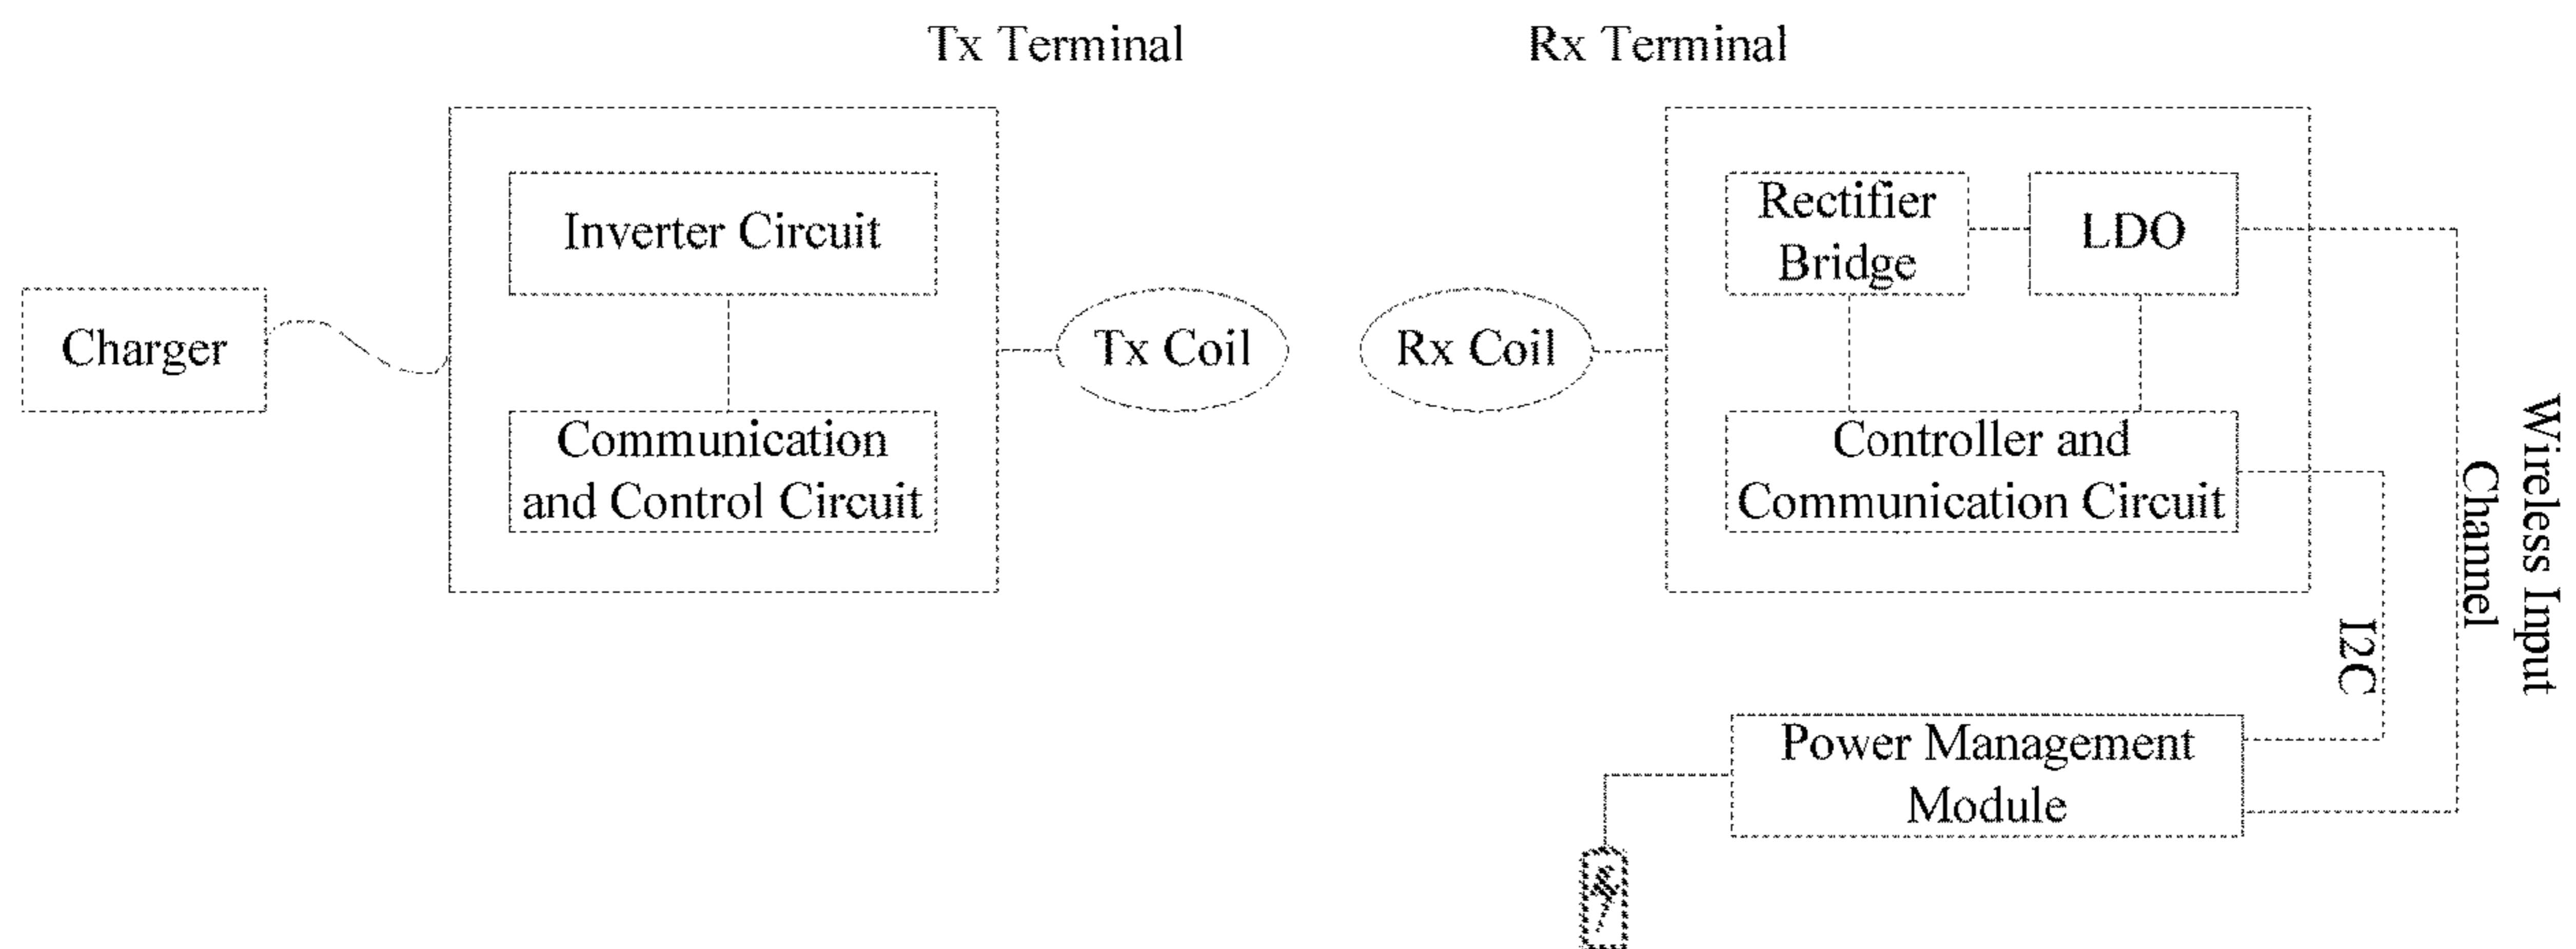 Tx Terminal
Rx Terminal
Charger
Inverter Circuit
Communication
and Control Circuit
Tx Coil
Rx Coil
Rectifier
Bridge
LDO
Controller and
Communication Circuit
Wireless Input
Channel
I2C
Power Management
Module